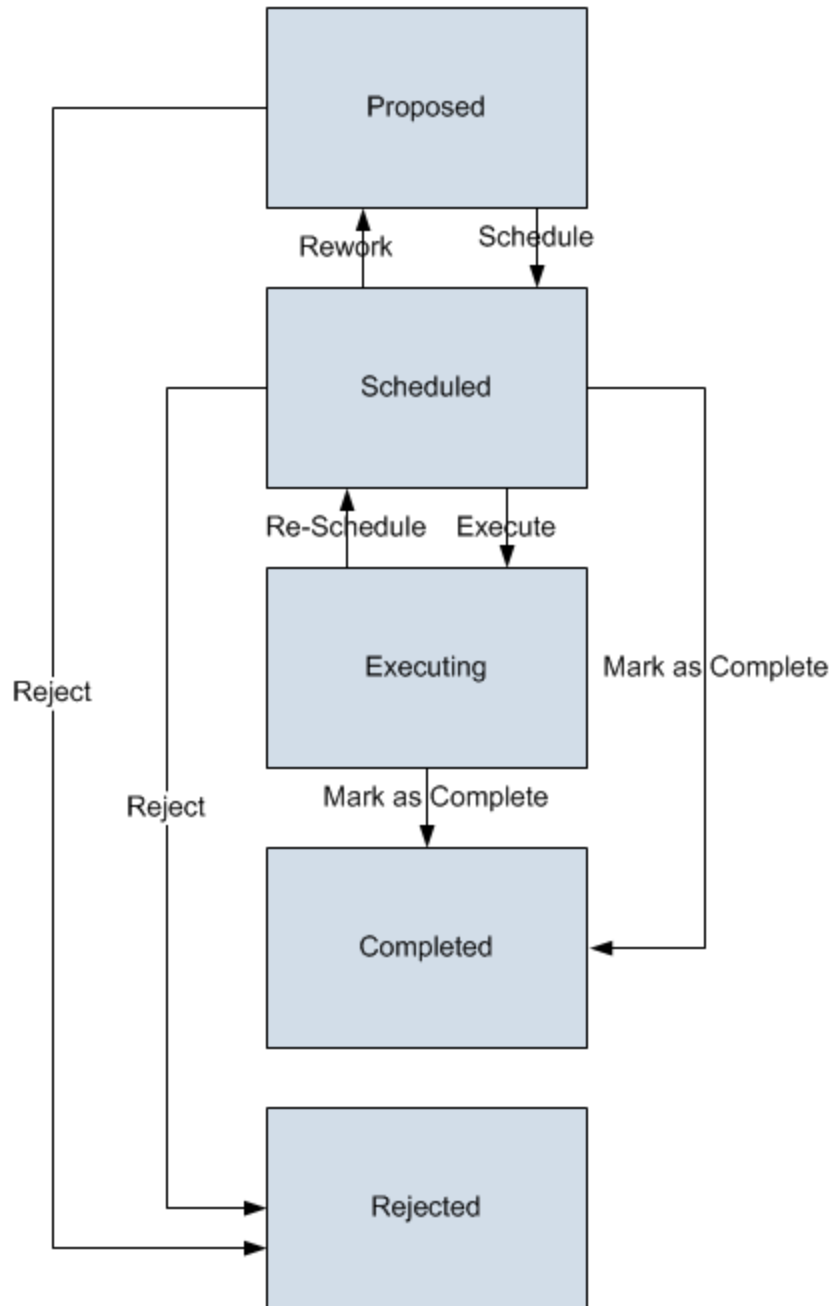 Proposed
Rework
Schedule
Scheduled
Re-Schedule
Execute
Executing
Mark as Complete
Reject
Mark as Complete
Reject
Completed
Rejected